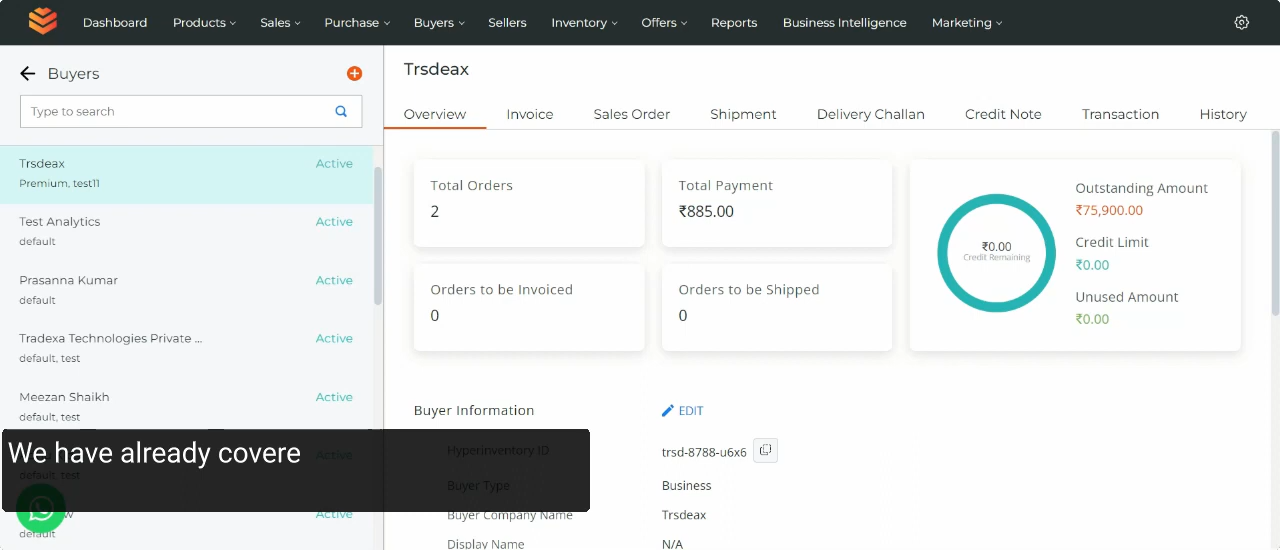 Dashboard Products Sales Purchase Buyers Sellers Inventory Offers Reports Business Intelligence Marketing
Buyers
Type to search
Trsdeax Active
Premium, test11
Test Analytics Active
default
Prasanna Kumar Active
default
Tradexa Technologies Private ... Active
default, test
Meezan Shaikh Active
default, test
We have already covere
Active
default, test
Active
default
Trsdeax
Overview Invoice Sales Order Shipment Delivery Challan Credit Note Transaction History
Total Orders
2
Total Payment
₹885.00
Orders to be Invoiced
0
Orders to be Shipped
0
₹0.00
Credit Remaining
Outstanding Amount
₹75,900.00
Credit Limit
₹0.00
Unused Amount
₹0.00
Buyer Information EDIT
Hyperinventory ID trsd-8788-u6x6
Buyer Type Business
Buyer Company Name Trsdeax
Display Name N/A